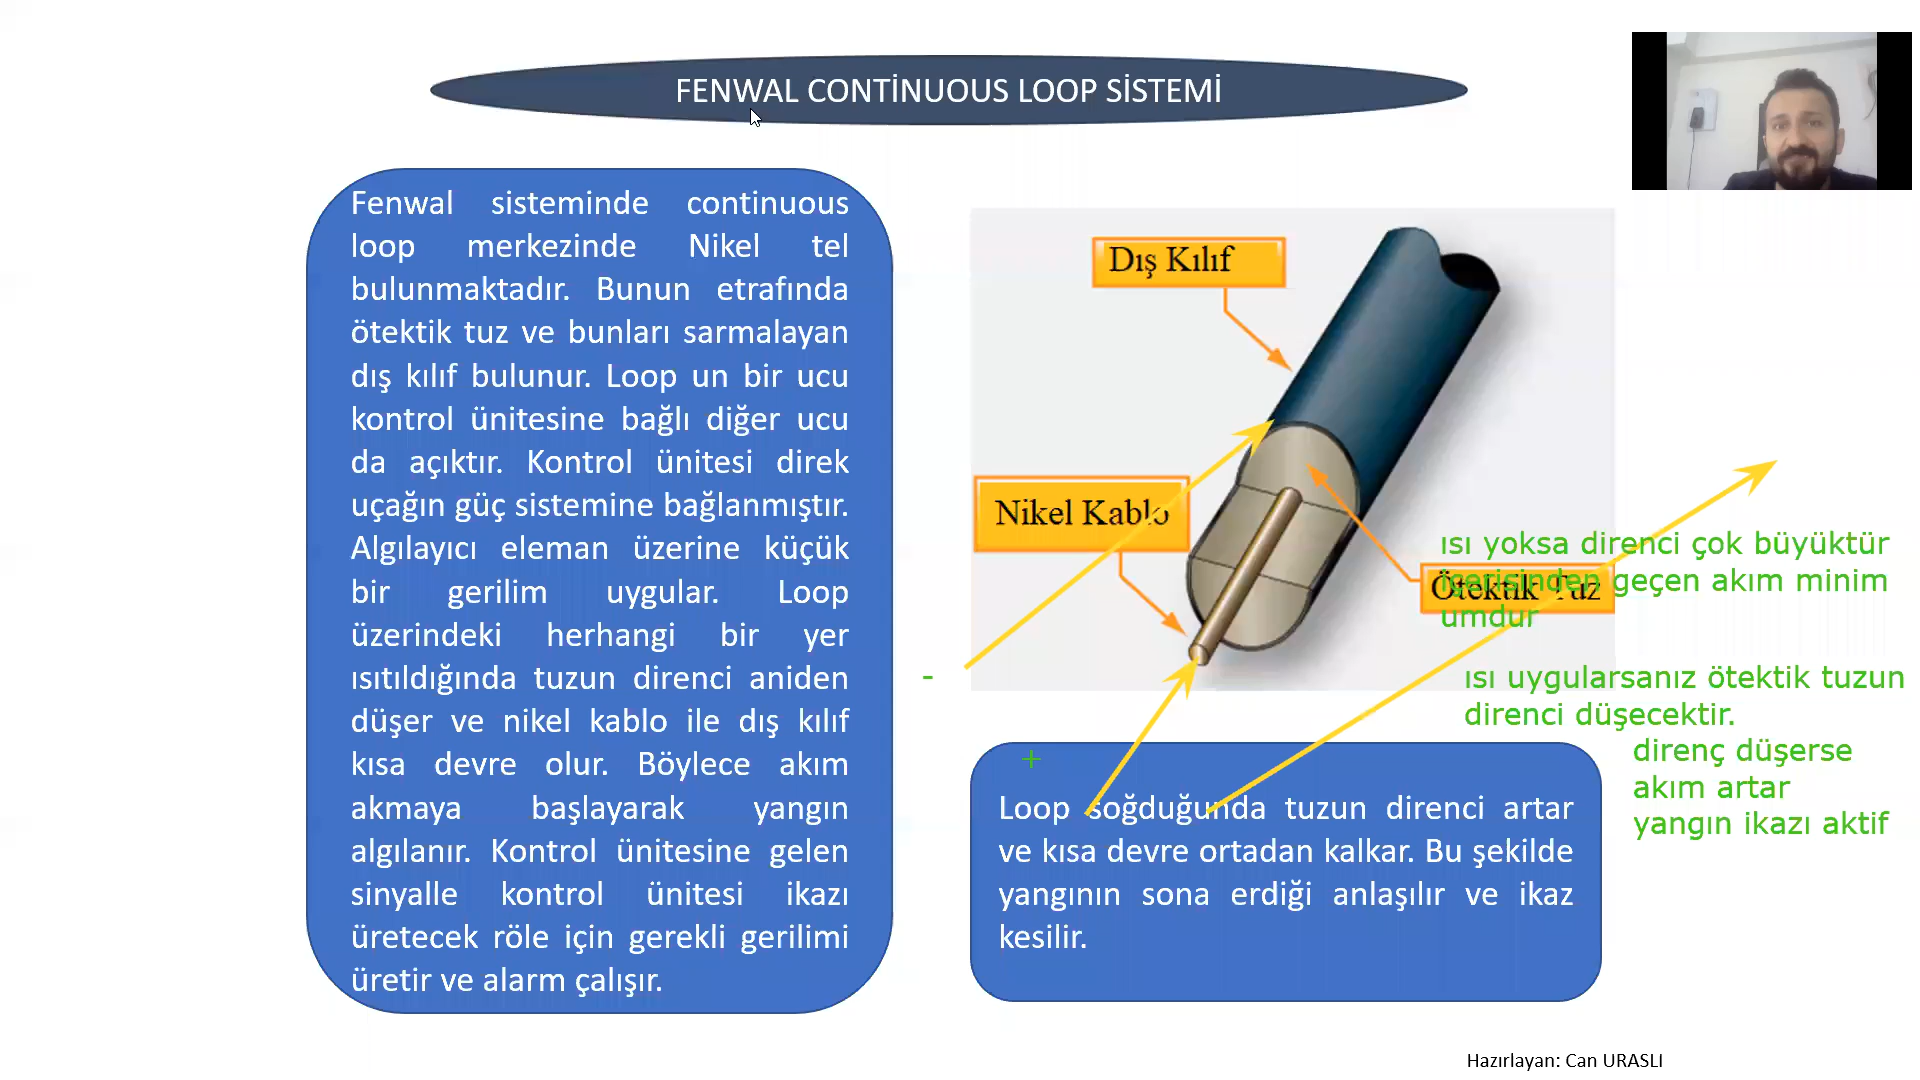 FENWAL CONTİNUOUS LOOP SİSTEMİ
Fenwal sisteminde continuous
loop merkezinde Nikel tel
bulunmaktadır. Bunun etrafında
ötektik tuz ve bunları sarmalayan
dış kılıf bulunur. Loop un bir ucu
kontrol ünitesine bağlı diğer ucu
da açıktır. Kontrol ünitesi direk
uçağın güç sistemine bağlanmıştır.
Algılayıcı eleman üzerine küçük
bir gerilim uygular. Loop
üzerindeki herhangi bir yer
ısıtıldığında tuzun direnci aniden
düşer ve nikel kablo ile dış kılıf
kısa devre olur. Böylece akım
akmaya başlayarak yangın
algılanır. Kontrol ünitesine gelen
sinyalle kontrol ünitesi ikazı
üretecek röle için gerekli gerilimi
üretir ve alarm çalışır.
Dış Kılıf
Nikel Kablo
Ötektik Tuz
ısı yoksa direnci çok büyüktür
içerisinden geçen akım minim
umdur
ısı uygularsanız ötektik tuzun
direnci düşecektir.
direnç düşerse
akım artar
yangın ikazı aktif
-
+
Loop soğduğunda tuzun direnci artar
ve kısa devre ortadan kalkar. Bu şekilde
yangının sona erdiği anlaşılır ve ikaz
kesilir.
Hazırlayan: Can URASLI